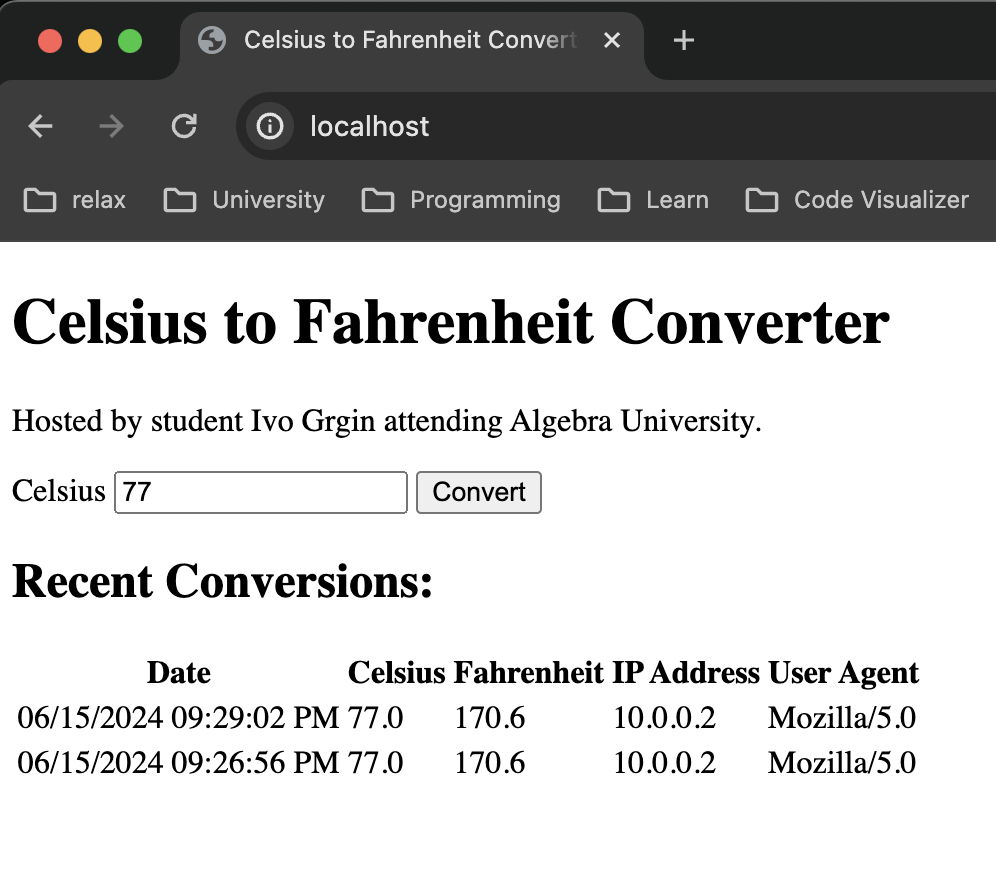 Celsius to Fahrenheit Convert
localhost
relax University Programming Learn Code Visualizer
Celsius to Fahrenheit Converter
Hosted by student Ivo Grgin attending Algebra University.
Celsius 77 Convert
Recent Conversions:
Date Celsius Fahrenheit IP Address User Agent
06/15/2024 09:29:02 PM 77.0 170.6 10.0.0.2 Mozilla/5.0
06/15/2024 09:26:56 PM 77.0 170.6 10.0.0.2 Mozilla/5.0